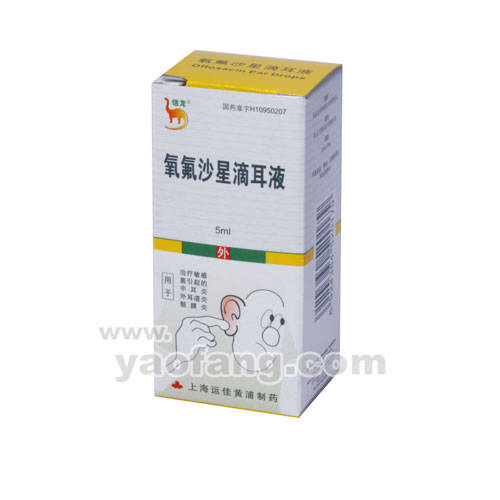 氧氟沙星滴耳液
Ofloxacin Ear Drops
信龙®
国药准字H10950207
氧氟沙星滴耳液
5ml
外
用于
治疗敏感
菌引起的
中耳炎
外耳道炎
鼓膜炎
www.
yaofang.com
上海运佳黄浦制药